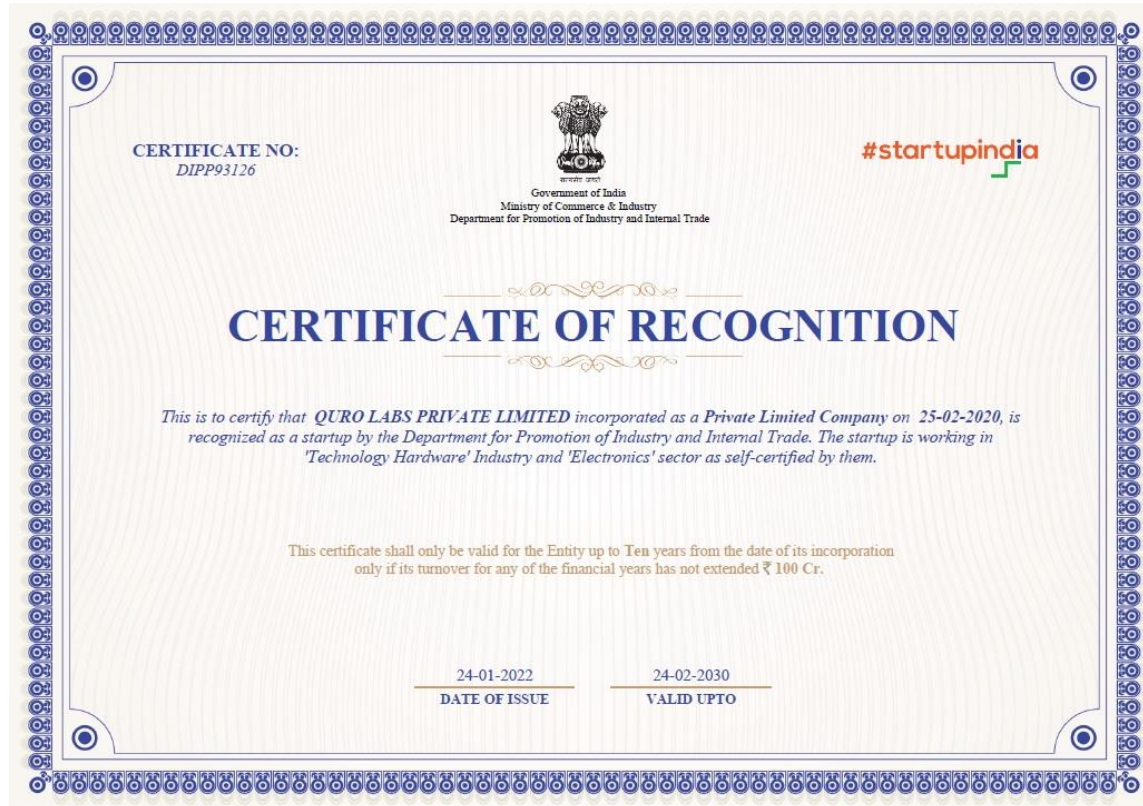 CERTIFICATE NO:
DIPP93126
सत्यमेव जयते
Government of India
Ministry of Commerce & Industry
Department for Promotion of Industry and Internal Trade
#startupindia
CERTIFICATE OF RECOGNITION
This is to certify that QURO LABS PRIVATE LIMITED incorporated as a Private Limited Company on 25-02-2020, is
recognized as a startup by the Department for Promotion of Industry and Internal Trade. The startup is working in
'Technology Hardware' Industry and 'Electronics' sector as self-certified by them.
This certificate shall only be valid for the Entity up to Ten years from the date of its incorporation
only if its turnover for any of the financial years has not extended ₹ 100 Cr.
24-01-2022 24-02-2030
DATE OF ISSUE VALID UPTO